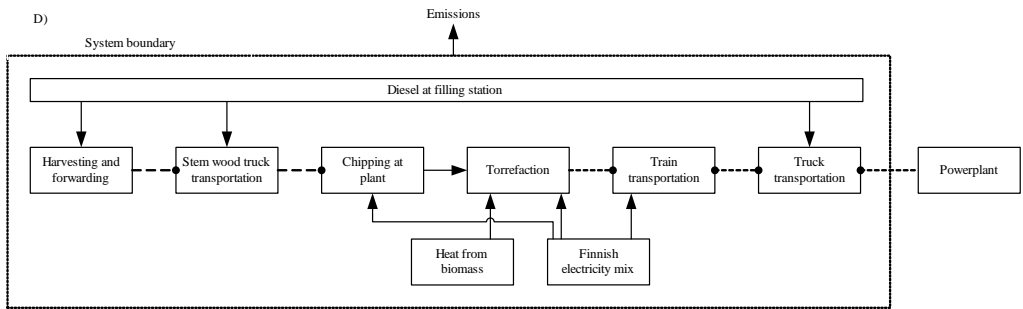 D)
Emissions
System boundary
Diesel at filling station
Harvesting and
forwarding
Stem wood truck
transportation
Chipping at
plant
Torrefaction
Train
transportation
Truck
transportation
Powerplant
Heat from
biomass
Finnish
electricity mix